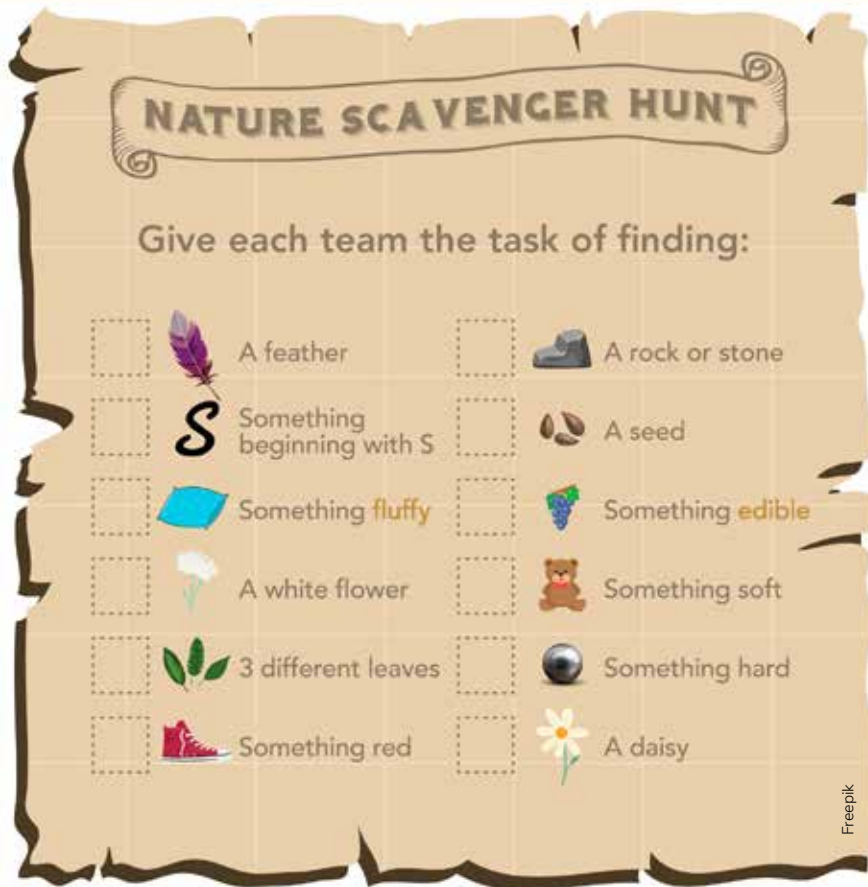 NATURE SCAVENGER HUNT
Give each team the task of finding:
A feather
S
Something
beginning with S
Something fluffy
A white flower
3 different leaves
Something red
A rock or stone
A seed
Something edible
Something soft
Something hard
A daisy
Freepik